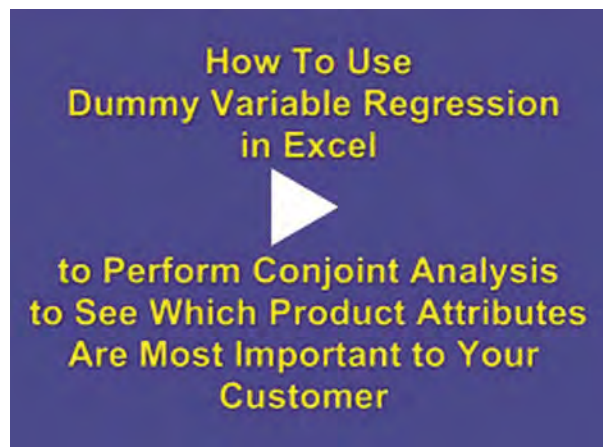 How To Use
Dummy Variable Regression
in Excel
to Perform Conjoint Analysis
to See Which Product Attributes
Are Most Important to Your
Customer